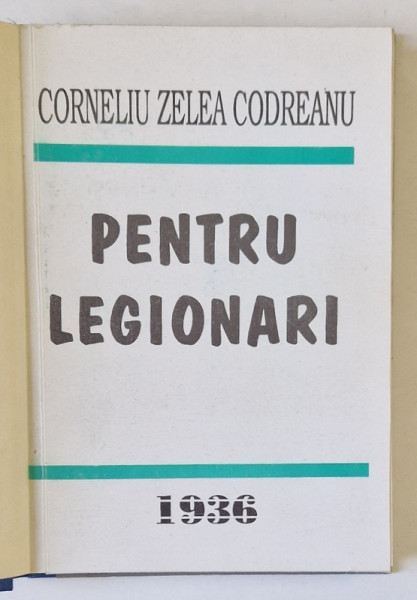 CORNELIU ZELEA CODREANU
PENTRU
LEGIONARI
1936